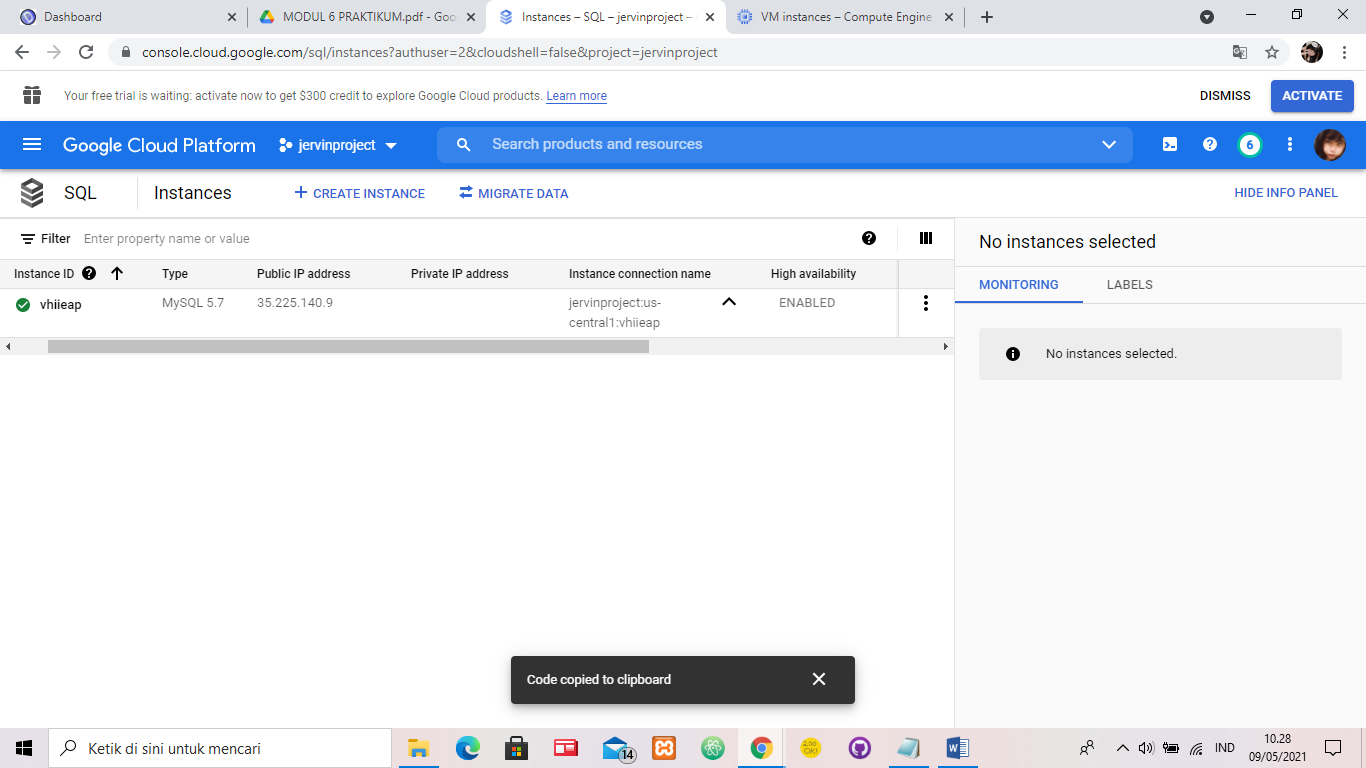 Dashboard
MODUL 6 PRAKTIKUM.pdf - Goo
Instances – SQL – jervinproject –
VM instances – Compute Engine
console.cloud.google.com/sql/instances?authuser=2&cloudshell=false&project=jervinproject
Your free trial is waiting: activate now to get $300 credit to explore Google Cloud products. Learn more
DISMISS
ACTIVATE
Google Cloud Platform
jervinproject
Search products and resources
6
SQL
Instances
CREATE INSTANCE
MIGRATE DATA
HIDE INFO PANEL
Filter
Enter property name or value
No instances selected
Instance ID
Type
Public IP address
Private IP address
Instance connection name
High availability
MONITORING
LABELS
vhiieap
MySQL 5.7
35.225.140.9
jervinproject:us-
central1:vhiieap
ENABLED
No instances selected.
Code copied to clipboard
Ketik di sini untuk mencari
14
IND
10.28
09/05/2021